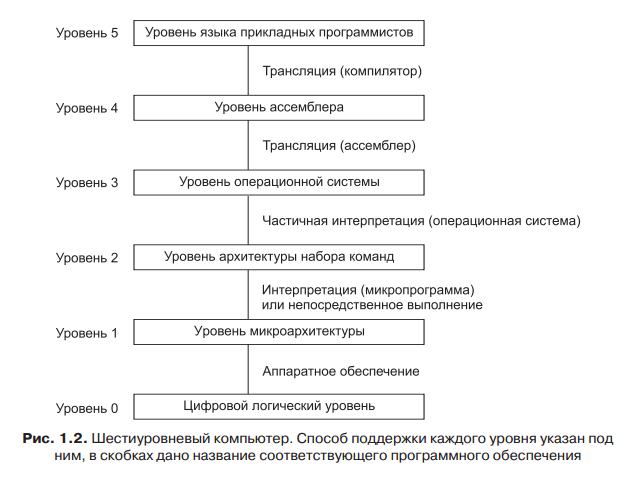 Уровень 5 Уровень языка прикладных программистов
Трансляция (компилятор)
Уровень 4 Уровень ассемблера
Трансляция (ассемблер)
Уровень 3 Уровень операционной системы
Частичная интерпретация (операционная система)
Уровень 2 Уровень архитектуры набора команд
Интерпретация (микропрограмма)
или непосредственное выполнение
Уровень 1 Уровень микроархитектуры
Аппаратное обеспечение
Уровень 0 Цифровой логический уровень
Рис. 1.2. Шестиуровневый компьютер. Способ поддержки каждого уровня указан под
ним, в скобках дано название соответствующего программного обеспечения